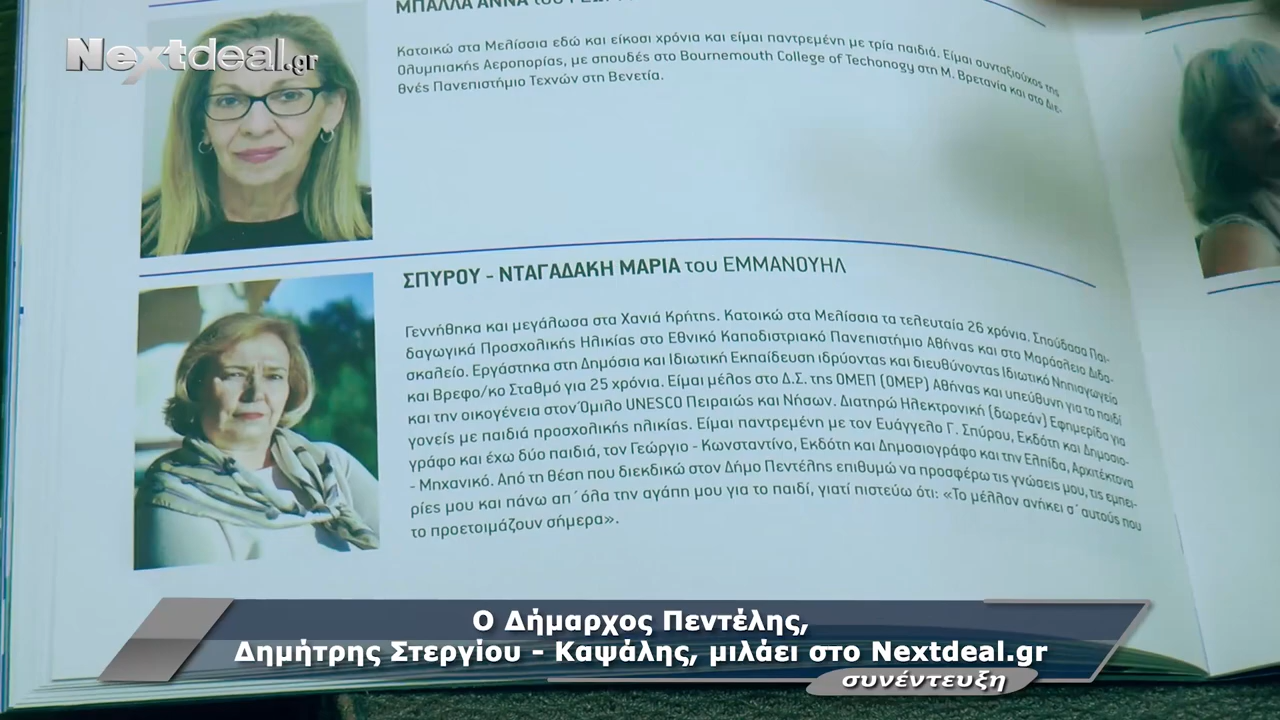 Nextdeal.gr
ΜΠΑΛΛΑ ΑΝΝΑ του
Κατοικώ στα Μελίσσια εδώ και είκοσι χρόνια και είμαι παντρεμένη με τρία παιδιά. Είμαι συνταξιούχος της
Ολυμπιακής Αεροπορίας, με σπουδές στο Bournemouth College of Techonogy στη Μ. Βρετανία και στο Διε-
θνές Πανεπιστήμιο Τεχνών στη Βενετία.
ΣΠΥΡΟΥ - ΝΤΑΓΑΔΑΚΗ ΜΑΡΙΑ του ΕΜΜΑΝΟΥΗΛ
Γεννήθηκα και μεγάλωσα στα Χανιά Κρήτης. Κατοικώ στα Μελίσσια τα τελευταία 26 χρόνια. Σπούδασα Παι-
δαγωγικά Προσχολικής Ηλικίας στο Εθνικό Καποδιστριακό Πανεπιστήμιο Αθήνας και στο Μαράσλειο Διδα-
σκαλείο. Εργάστηκα στη Δημόσια και Ιδιωτική Εκπαίδευση ιδρύοντας και διευθύνοντας Ιδιωτικό Νηπιαγωγείο
και Βρεφο/κο Σταθμό για 25 χρόνια. Είμαι μέλος στο Δ.Σ. της ΟΜΕΠ (OMEP) Αθήνας και υπεύθυνη για το παιδί
και την οικογένεια στον Όμιλο UNESCO Πειραιώς και Νήσων. Διατηρώ Ηλεκτρονική (δωρεάν) Εφημερίδα για
γονείς με παιδιά προσχολικής ηλικίας. Είμαι παντρεμένη με τον Ευάγγελο Γ. Σπύρου, Εκδότη και Δημοσιο-
γράφο και έχω δύο παιδιά, τον Γεώργιο - Κωνσταντίνο, Εκδότη και Δημοσιογράφο και την Ελπίδα, Αρχιτέκτονα
- Μηχανικό. Από τη θέση που διεκδικώ στον Δήμο Πεντέλης επιθυμώ να προσφέρω τις γνώσεις μου, τις εμπει-
ρίες μου και πάνω απ΄όλα την αγάπη μου για το παιδί, γιατί πιστεύω ότι: «Το μέλλον ανήκει σ΄αυτούς που
το προετοιμάζουν σήμερα».
Ο Δήμαρχος Πεντέλης,
Δημήτρης Στεργίου - Καψάλης, μιλάει στο Nextdeal.gr
συνέντευξη